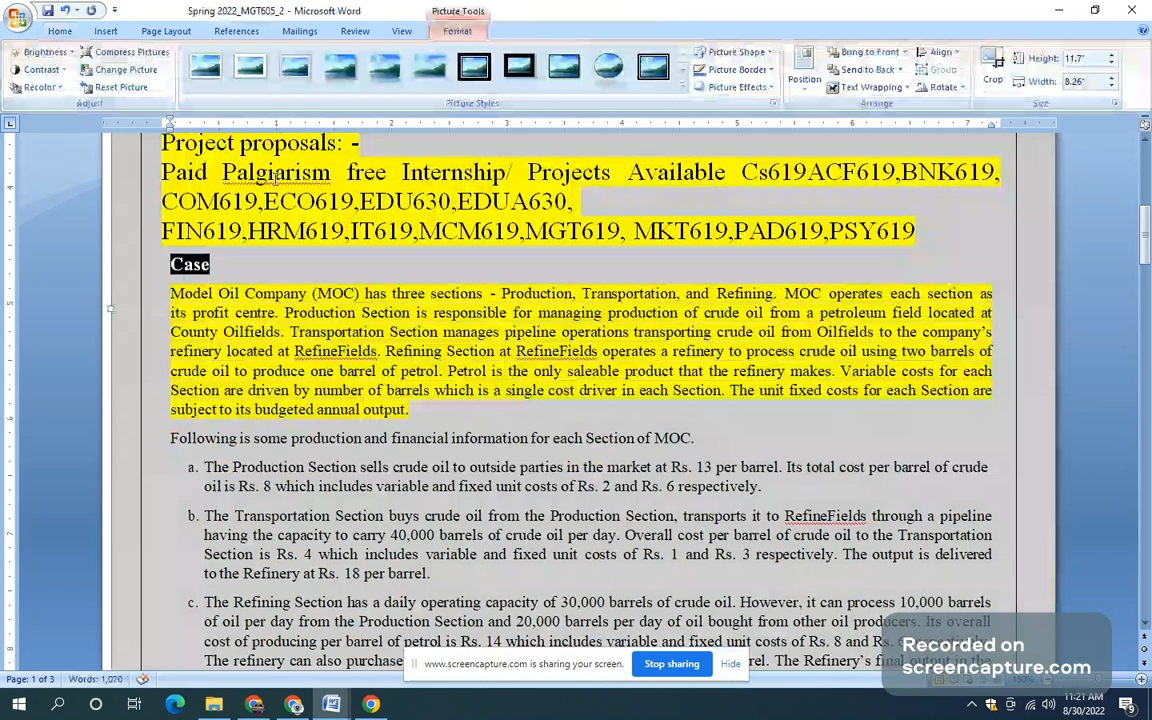 Spring 2022_MGT605_2 - Microsoft Word
Picture Tools
Home Insert Page Layout References Mailings Review View Format
Brightness Compress Pictures Picture Shape Bring to Front Align Height: 11.7"
Contrast Change Picture Picture Border Send to Back Group
Recolor Reset Picture Picture Effects Position Text Wrapping Rotate Crop Width: 8.26"
Adjust Picture Styles Arrange Size
1 2 3 4 5 6 7
Project proposals: -
Paid Palgiarism free Internship/ Projects Available Cs619ACF619,BNK619,
COM619,ECO619,EDU630,EDUA630,
FIN619,HRM619,IT619,MCM619,MGT619, MKT619,PAD619,PSY619
Case
Model Oil Company (MOC) has three sections - Production, Transportation, and Refining. MOC operates each section as
its profit centre. Production Section is responsible for managing production of crude oil from a petroleum field located at
County Oilfields. Transportation Section manages pipeline operations transporting crude oil from Oilfields to the company's
refinery located at RefineFields. Refining Section at RefineFields operates a refinery to process crude oil using two barrels of
crude oil to produce one barrel of petrol. Petrol is the only saleable product that the refinery makes. Variable costs for each
Section are driven by number of barrels which is a single cost driver in each Section. The unit fixed costs for each Section are
subject to its budgeted annual output.
Following is some production and financial information for each Section of MOC.
a. The Production Section sells crude oil to outside parties in the market at Rs. 13 per barrel. Its total cost per barrel of crude
oil is Rs. 8 which includes variable and fixed unit costs of Rs. 2 and Rs. 6 respectively.
b. The Transportation Section buys crude oil from the Production Section, transports it to RefineFields through a pipeline
having the capacity to carry 40,000 barrels of crude oil per day. Overall cost per barrel of crude oil to the Transportation
Section is Rs. 4 which includes variable and fixed unit costs of Rs. 1 and Rs. 3 respectively. The output is delivered
to the Refinery at Rs. 18 per barrel.
c. The Refining Section has a daily operating capacity of 30,000 barrels of crude oil. However, it can process 10,000 barrels
of oil per day from the Production Section and 20,000 barrels per day of oil bought from other oil producers. Its overall
cost of producing per barrel of petrol is Rs. 14 which includes variable and fixed unit costs of Rs. 8 and Rs.
The refinery can also purchase rel. The Refinery's final output in the
www.screencapture.com is sharing your screen. Stop sharing Hide
Recorded on
screencapture.com
Page: 1 of 3 Words: 1,070 150%
11:21 AM
8/30/2022